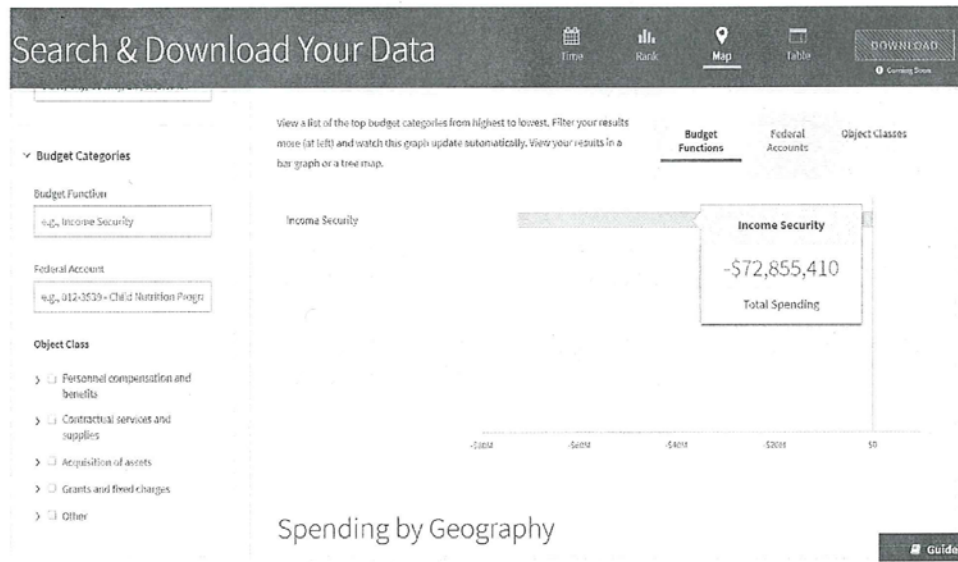 Search & Download Your Data
Time
Rank
Map
Table
DOWNLOAD
Coming Soon
View a list of the top budget categories from highest to lowest. Filter your results
more (at left) and watch this graph update automatically. View your results in a
bar graph or a tree map.
Budget
Functions
Federal
Accounts
Object Classes
Budget Categories
Budget Function
e.g., Income Security
Federal Account
e.g., 012-3539 - Child Nutrition Progra
Object Class
Personnel compensation and
benefits
Contractual services and
supplies
Acquisition of assets
Grants and fixed charges
Other
Income Security
Income Security
-$72,855,410
Total Spending
-$80M
-$60M
-$40M
-$20M
$0
Spending by Geography
Guide